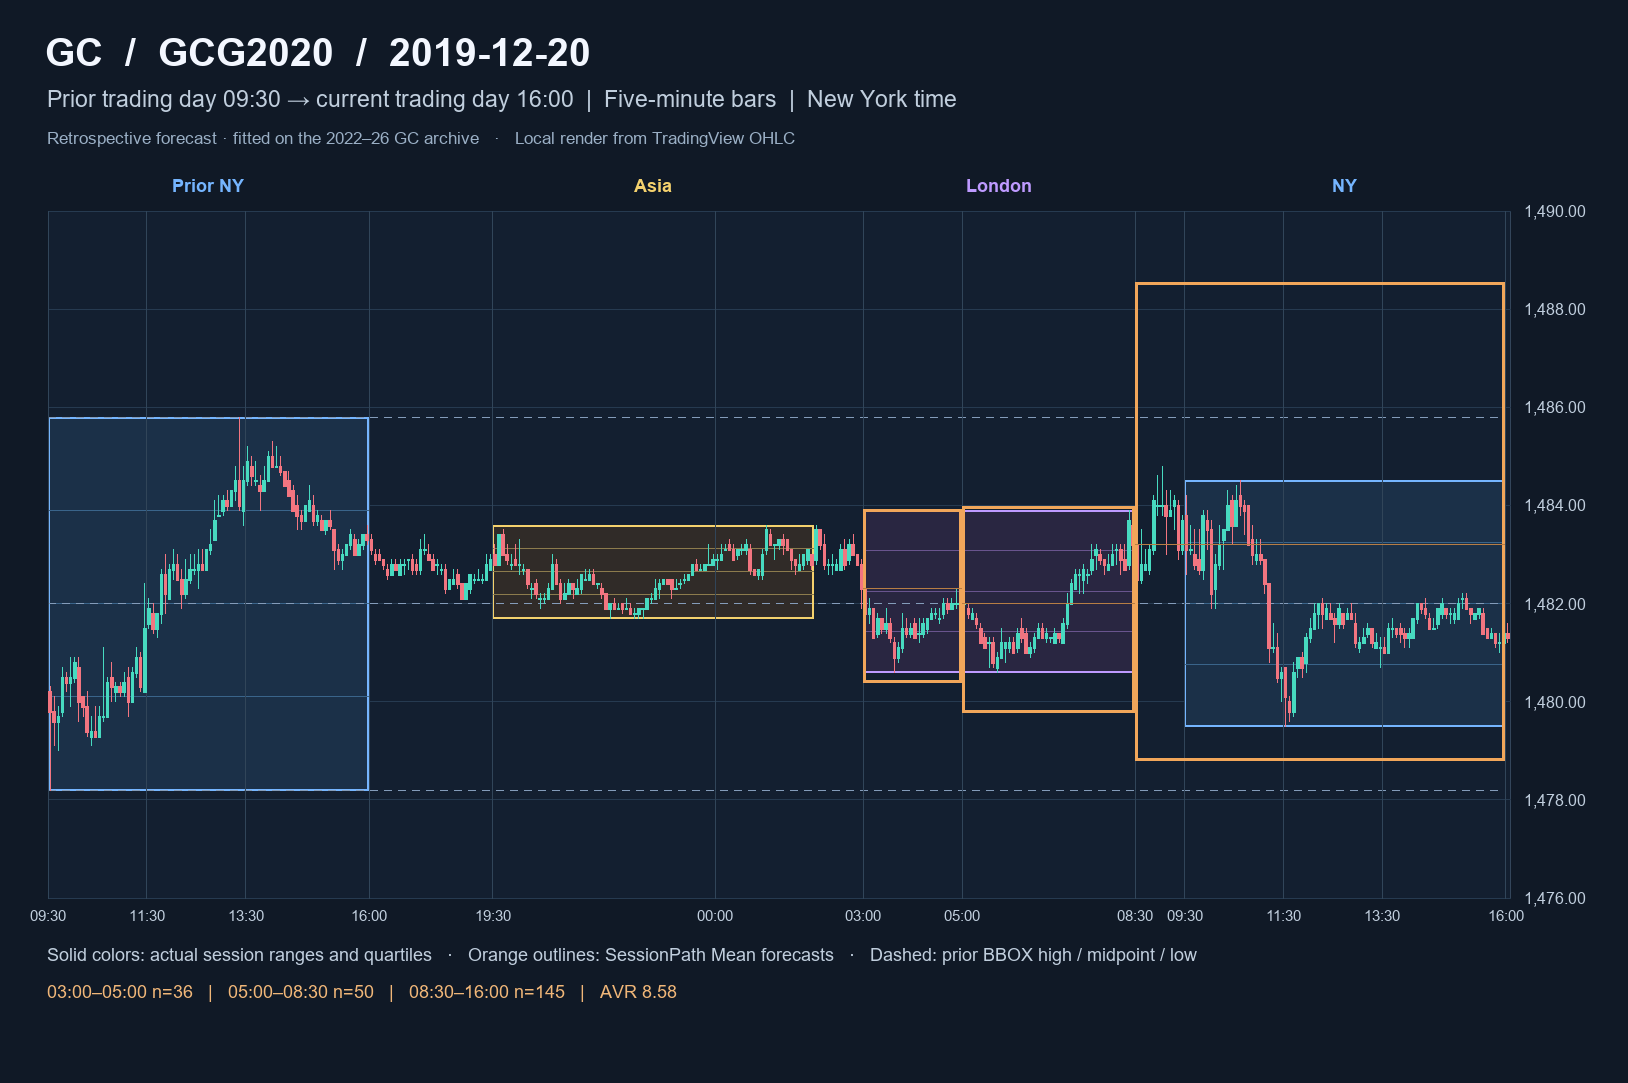 GC / GCG2020 / 2019-12-20
Prior trading day 09:30 → current trading day 16:00 | Five-minute bars | New York time
Retrospective forecast · fitted on the 2022–26 GC archive · Local render from TradingView OHLC
Prior NY Asia London NY
1,490.00
1,488.00
1,486.00
1,484.00
1,482.00
1,480.00
1,478.00
1,476.00
09:30 11:30 13:30 16:00 19:30 00:00 03:00 05:00 08:30 09:30 11:30 13:30 16:00
Solid colors: actual session ranges and quartiles · Orange outlines: SessionPath Mean forecasts · Dashed: prior BBOX high / midpoint / low
03:00–05:00 n=36 | 05:00–08:30 n=50 | 08:30–16:00 n=145 | AVR 8.58